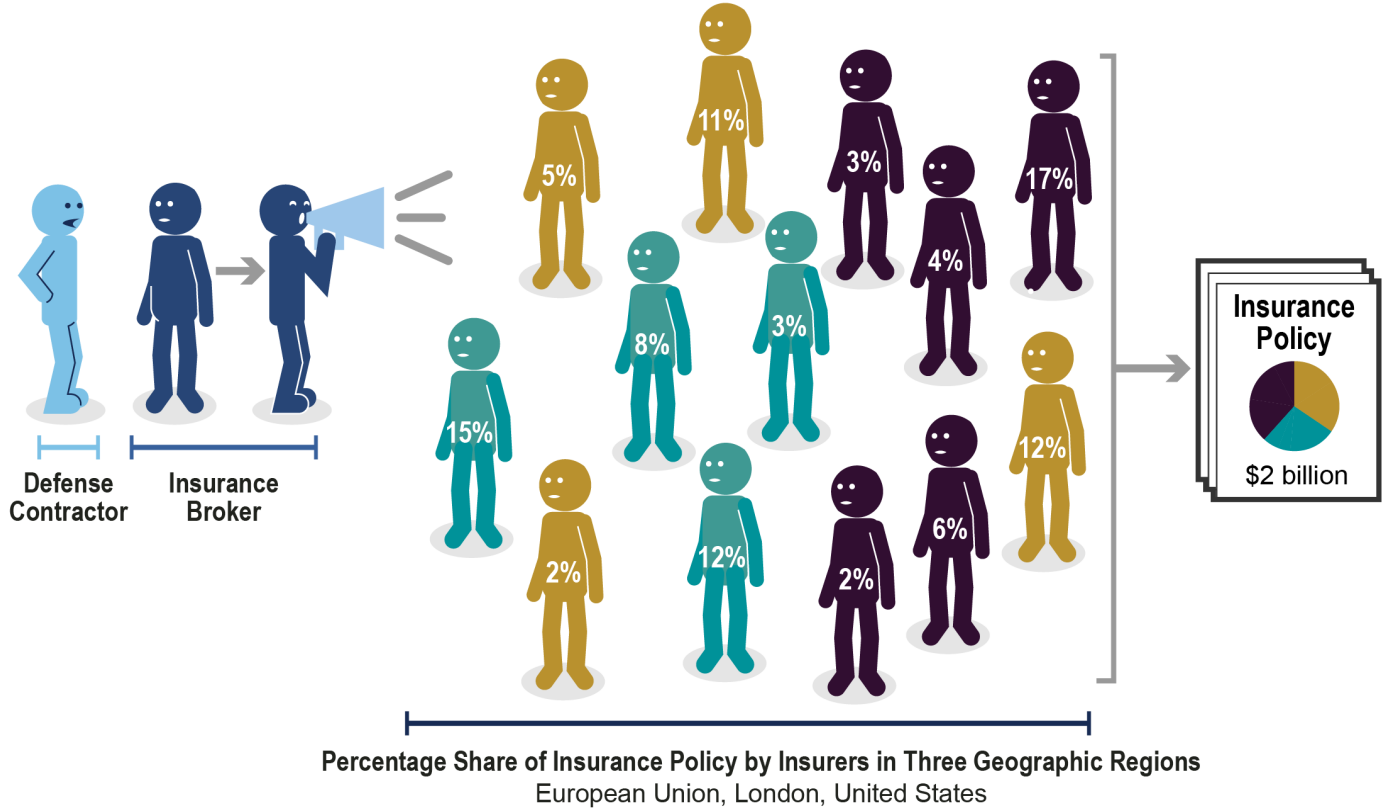 11%
5%
3%
17%
4%
8%
3%
15%
12%
2%
12%
2%
6%
Defense
Contractor
Insurance
Broker
Insurance
Policy
$2 billion
Percentage Share of Insurance Policy by Insurers in Three Geographic Regions
European Union, London, United States